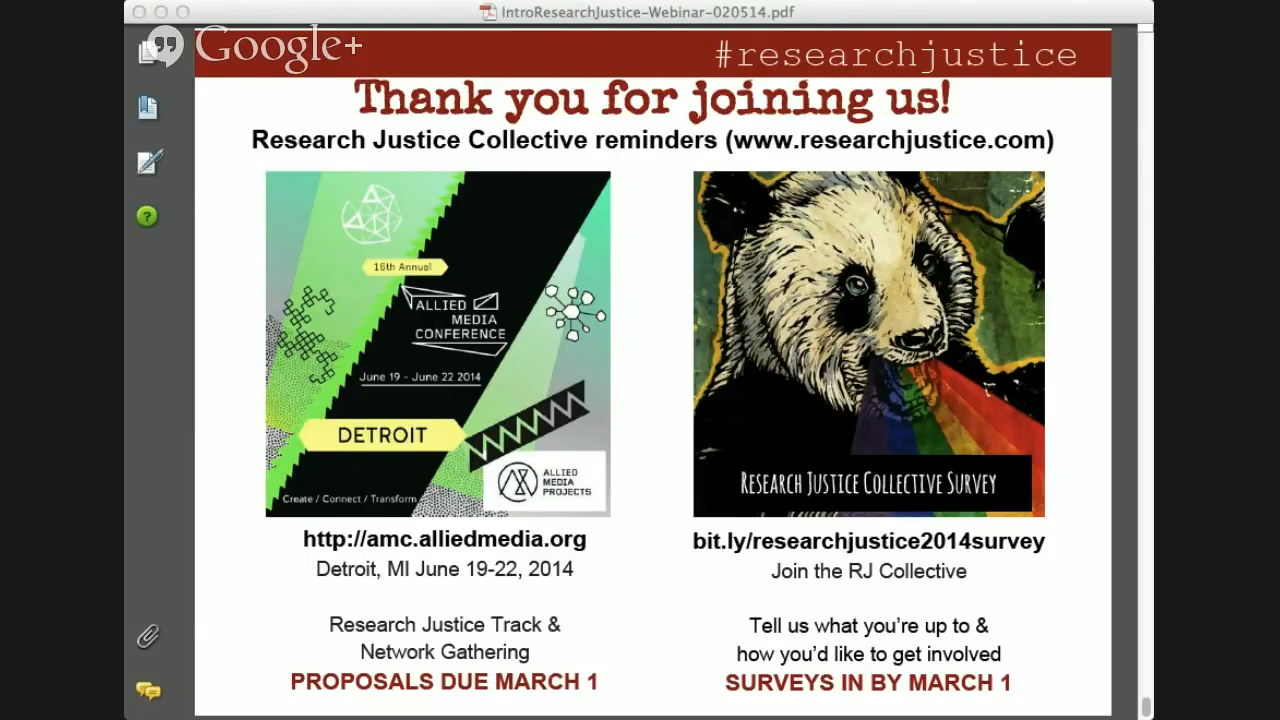 IntroResearchJustice-Webinar-020514.pdf
Google+
#researchjustice
Thank you for joining us!
Research Justice Collective reminders (www.researchjustice.com)
16th Annual
ALLIED
MEDIA
CONFERENCE
June 19 - June 22 2014
DETROIT
ALLIED
MEDIA
PROJECTS
Create / Connect / Transform
RESEARCH JUSTICE COLLECTIVE SURVEY
http://amc.alliedmedia.org
Detroit, MI June 19-22, 2014
Research Justice Track &
Network Gathering
PROPOSALS DUE MARCH 1
bit.ly/researchjustice2014survey
Join the RJ Collective
Tell us what you're up to &
how you'd like to get involved
SURVEYS IN BY MARCH 1